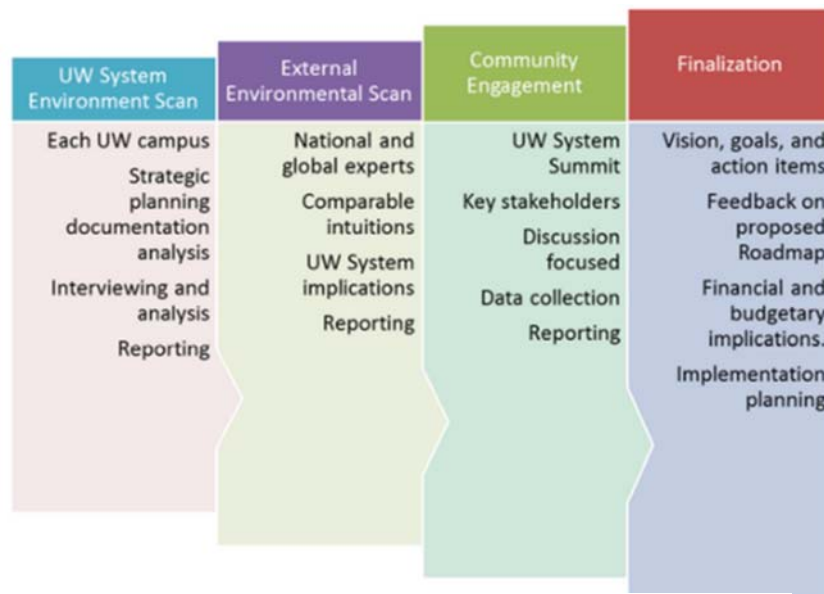 UW System
Environment Scan
Each UW campus
Strategic
planning
documentation
analysis
Interviewing and
analysis
Reporting
External
Environmental Scan
National and
global experts
Comparable
intuitions
UW System
implications
Reporting
Community
Engagement
UW System
Summit
Key stakeholders
Discussion
focused
Data collection
Reporting
Finalization
Vision, goals, and
action items
Feedback on
proposed
Roadmap
Financial and
budgetary
implications.
Implementation
planning